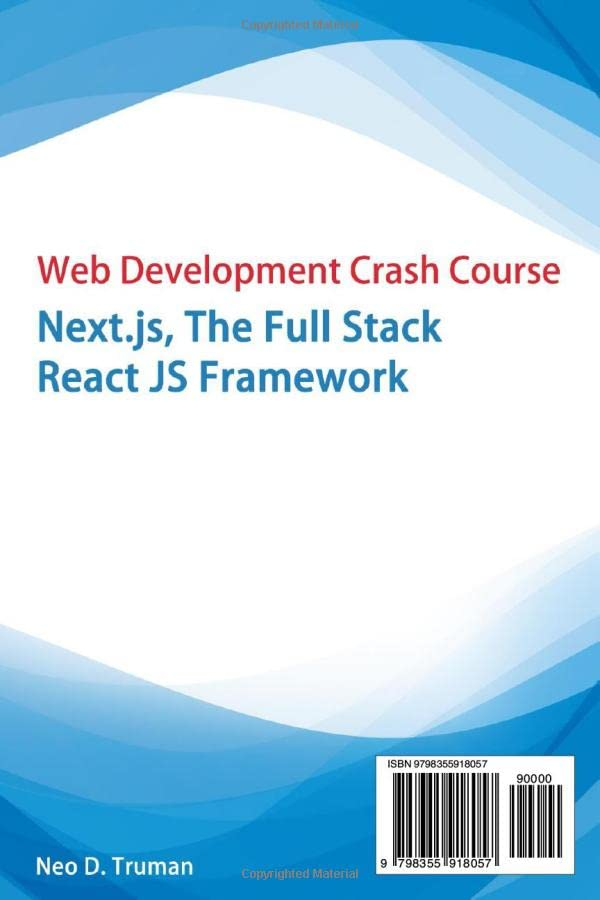 Copyrighted Material
Web Development Crash Course
Next.js, The Full Stack
React JS Framework
ISBN 9798355918057
90000
9 798355 918057
Neo D. Truman
Copyrighted Material